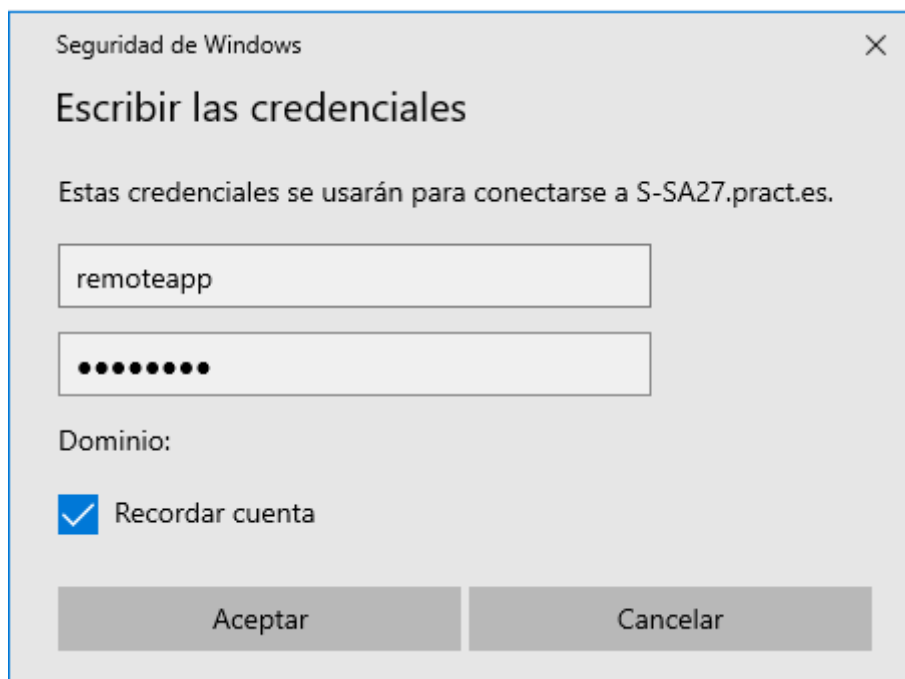 Seguridad de Windows
Escribir las credenciales
Estas credenciales se usarán para conectarse a S-SA27.pract.es.
remoteapp
●●●●●●●●
Dominio:
Recordar cuenta
Aceptar Cancelar